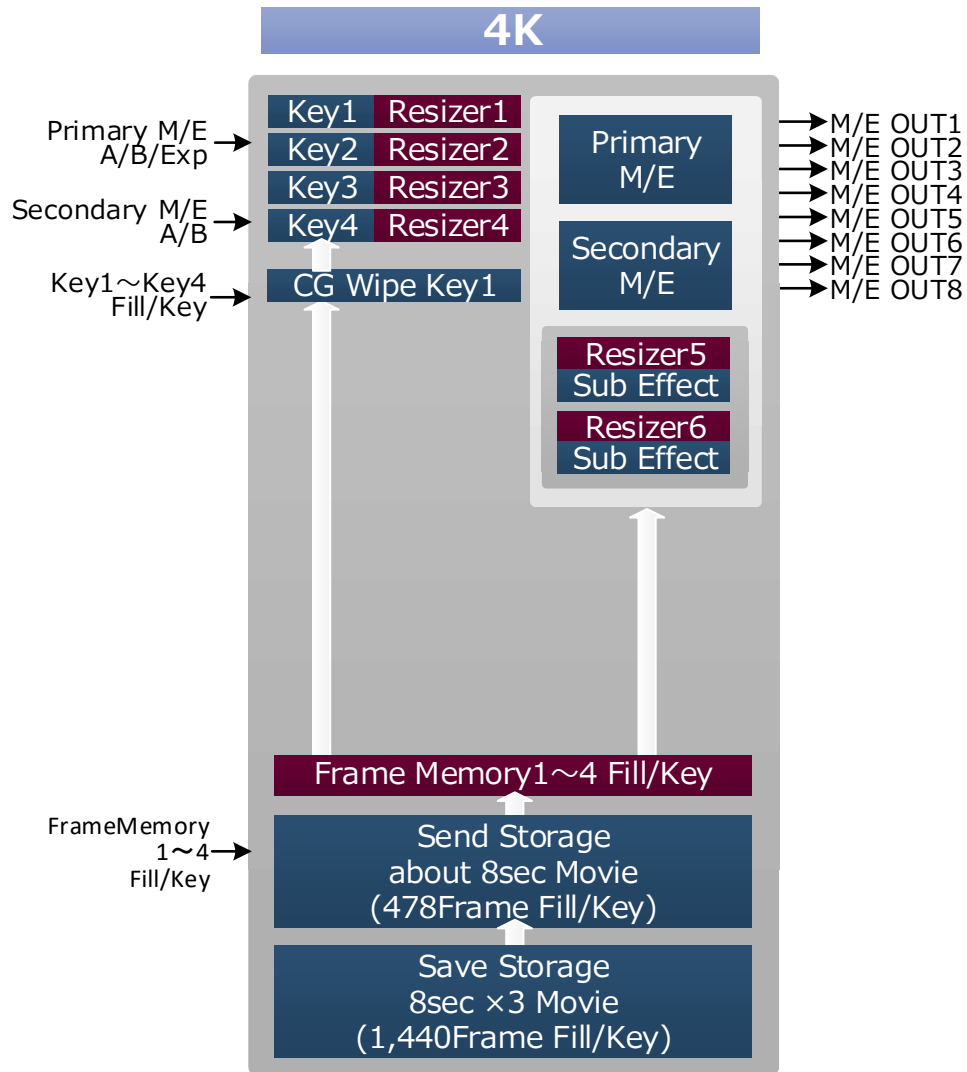 4K
Primary M/E
A/B/Exp
Secondary M/E
A/B
Key1～Key4
Fill/Key
Key1 Resizer1
Key2 Resizer2
Key3 Resizer3
Key4 Resizer4
CG Wipe Key1
Primary
M/E
Secondary
M/E
Resizer5
Sub Effect
Resizer6
Sub Effect
M/E OUT1
M/E OUT2
M/E OUT3
M/E OUT4
M/E OUT5
M/E OUT6
M/E OUT7
M/E OUT8
Frame Memory1～4 Fill/Key
FrameMemory
1～4
Fill/Key
Send Storage
about 8sec Movie
(478Frame Fill/Key)
Save Storage
8sec ×3 Movie
(1,440Frame Fill/Key)